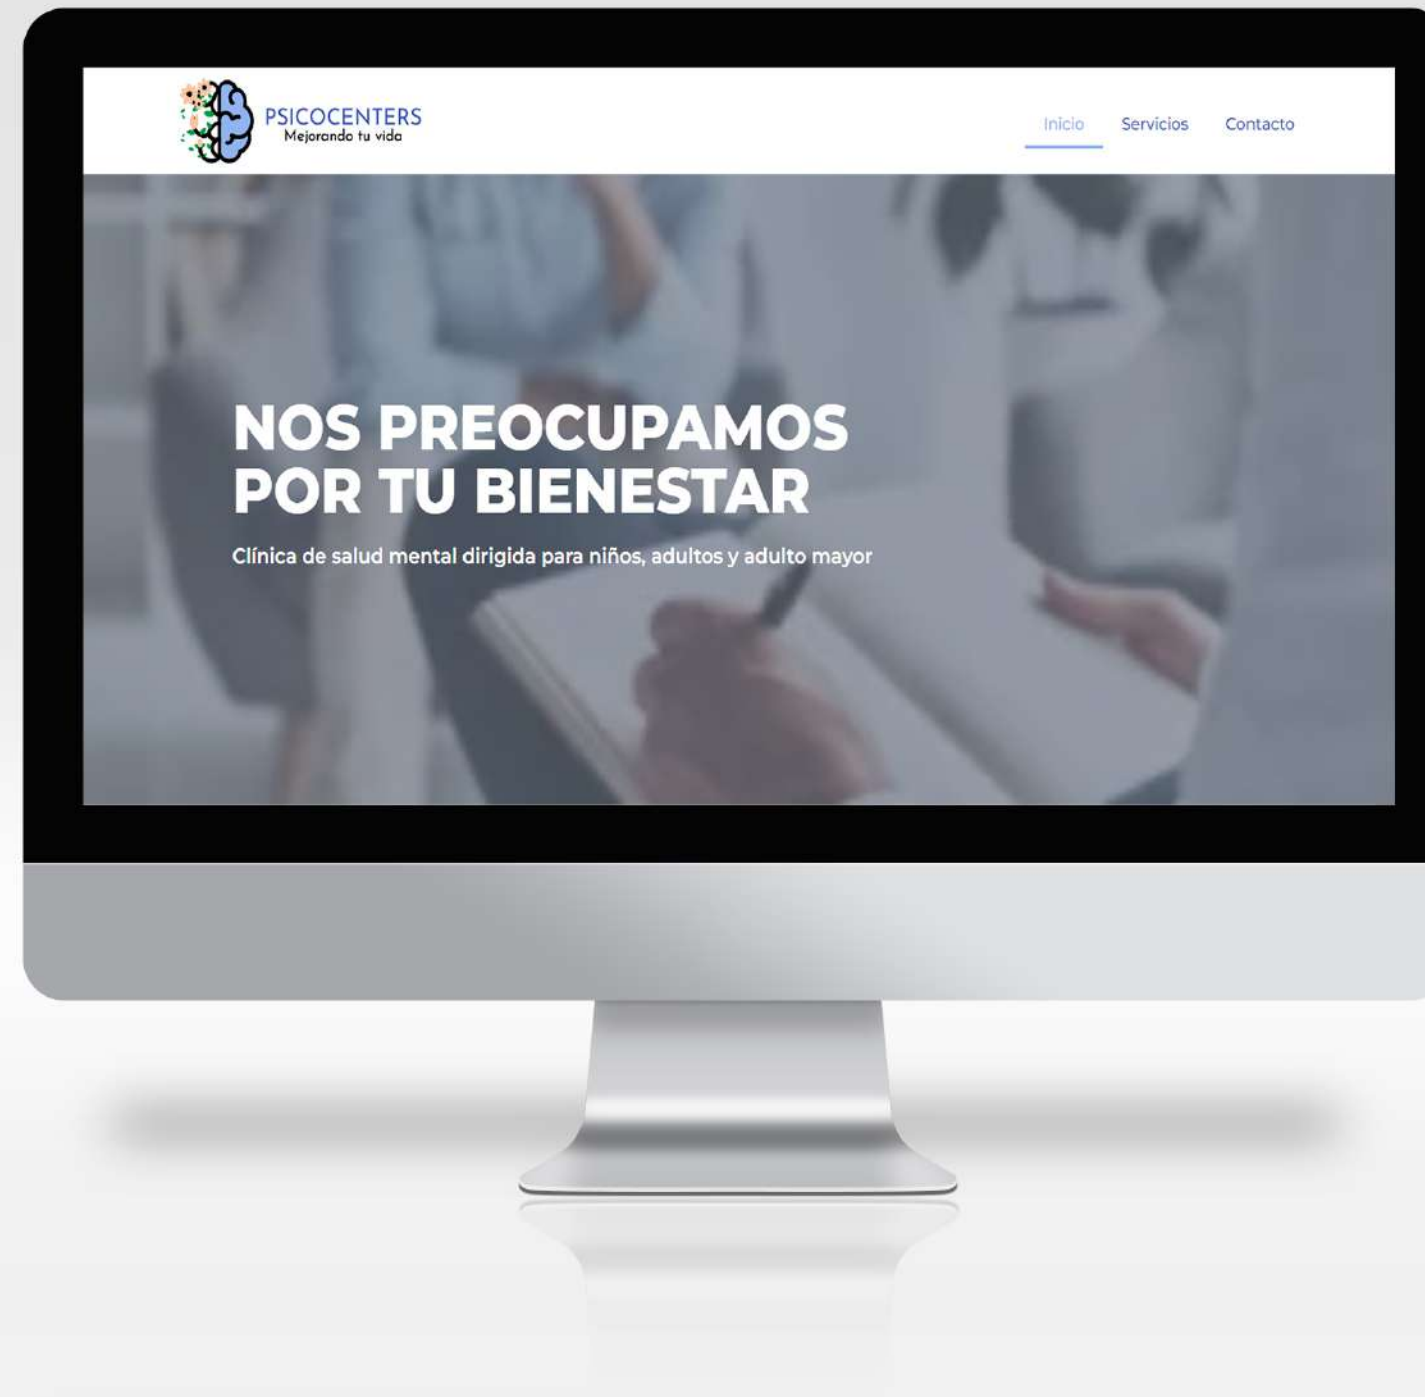 PSICOCENTERS
Mejorando tu vida
Inicio Servicios Contacto
NOS PREOCUPAMOS
POR TU BIENESTAR
Clínica de salud mental dirigida para niños, adultos y adulto mayor